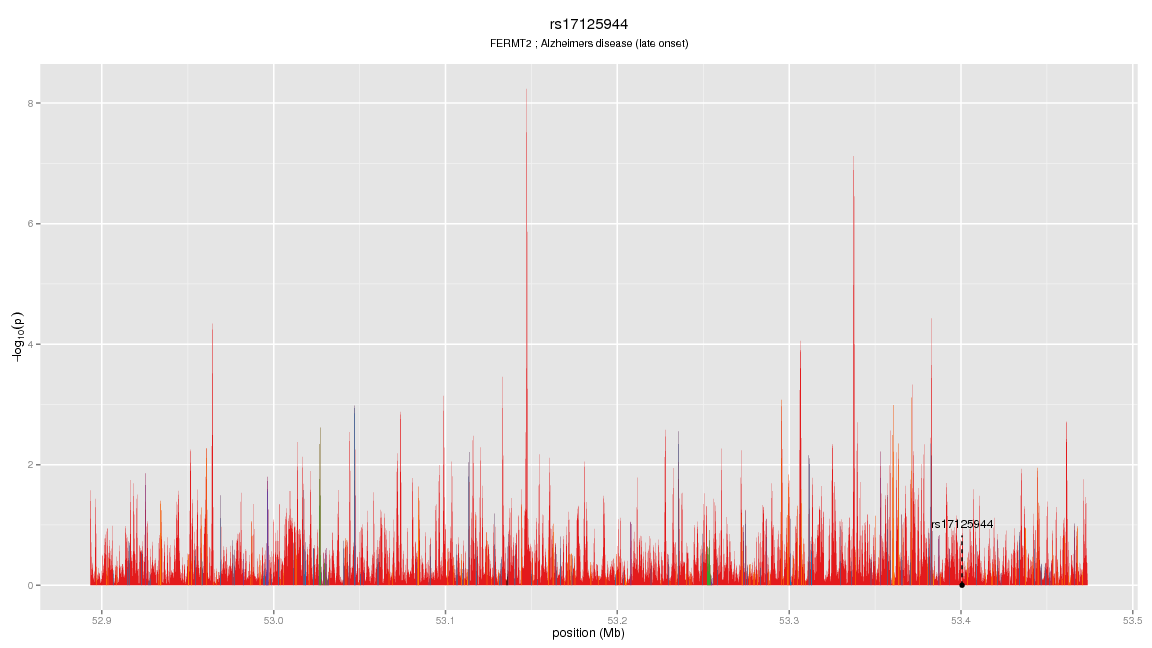 rs17125944
FERMT2 ; Alzheimers disease (late onset)
8
6
4
2
0
−log10(p)
rs17125944
52.9 53.0 53.1 53.2 53.3 53.4 53.5
position (Mb)